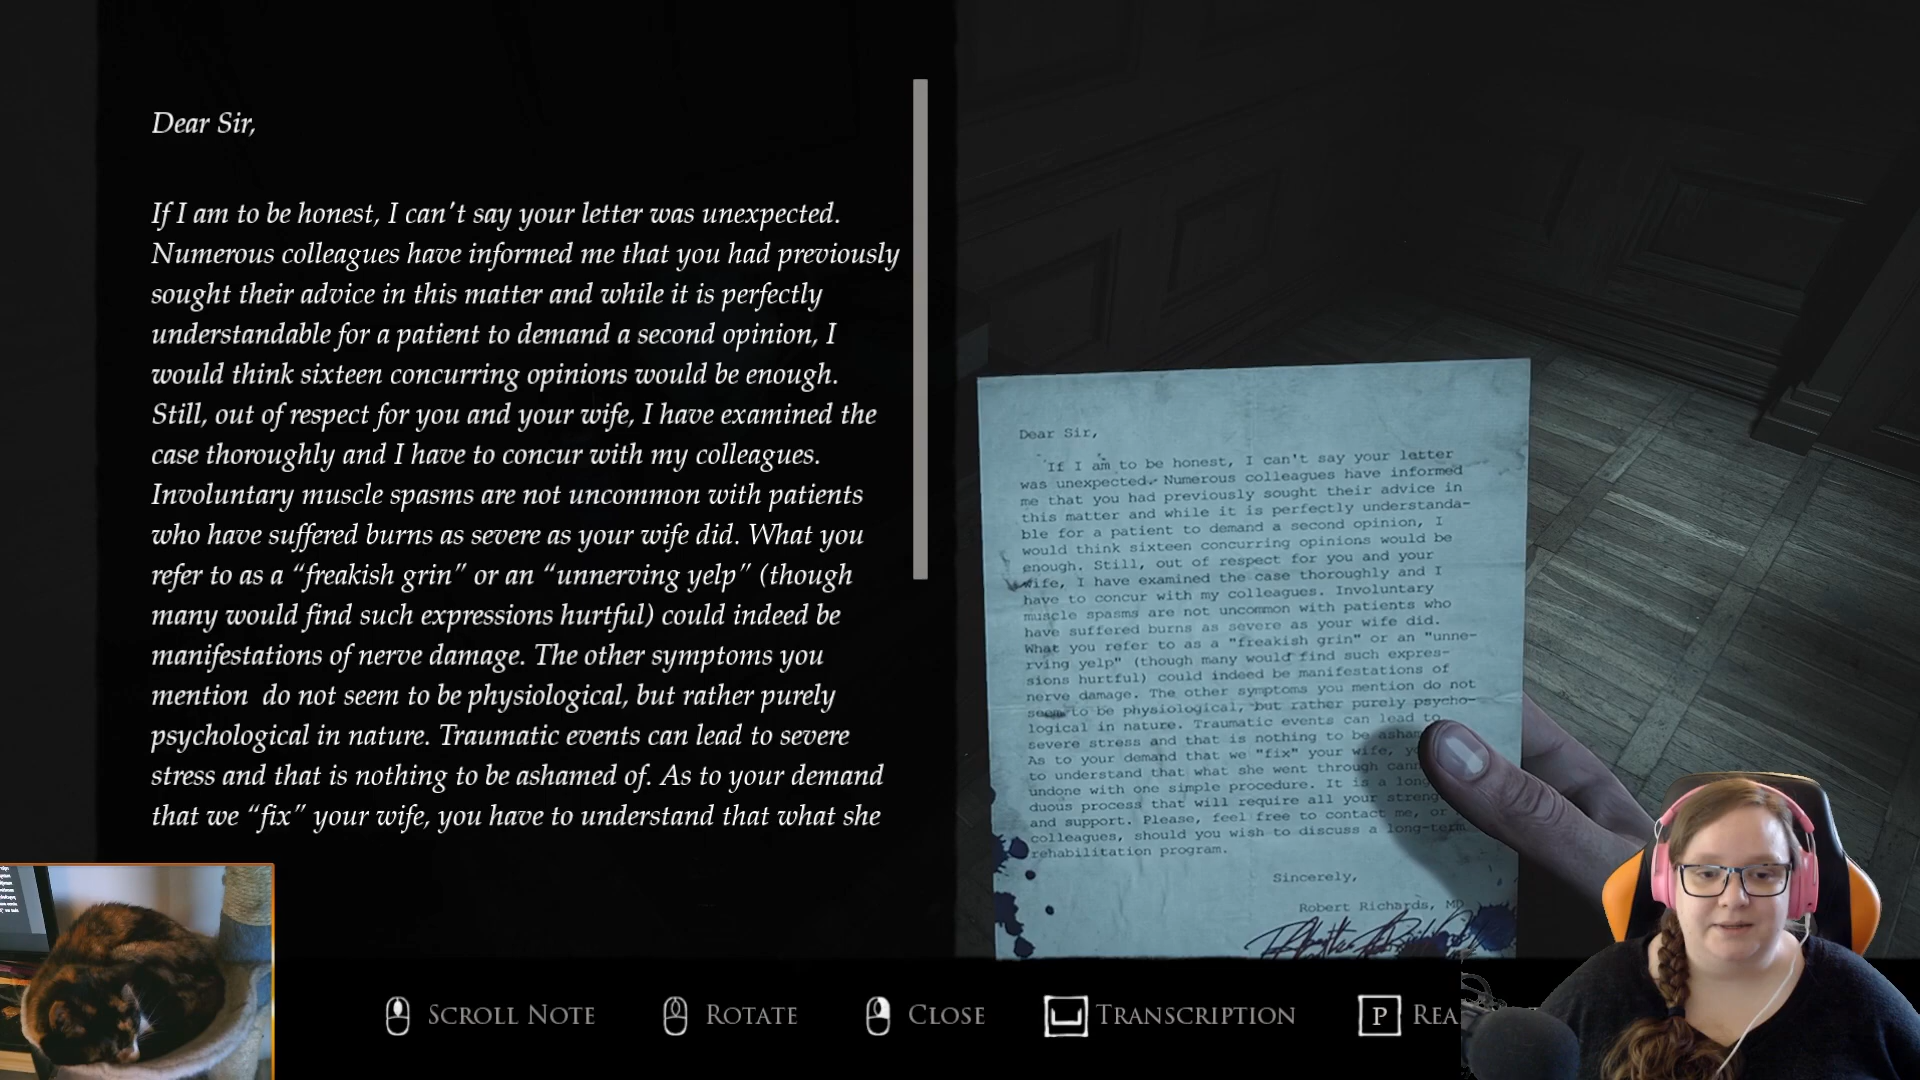 Dear Sir,
If I am to be honest, I can't say your letter was unexpected.
Numerous colleagues have informed me that you had previously
sought their advice in this matter and while it is perfectly
understandable for a patient to demand a second opinion, I
would think sixteen concurring opinions would be enough.
Still, out of respect for you and your wife, I have examined the
case thoroughly and I have to concur with my colleagues.
Involuntary muscle spasms are not uncommon with patients
who have suffered burns as severe as your wife did. What you
refer to as a “freakish grin” or an “unnerving yelp” (though
many would find such expressions hurtful) could indeed be
manifestations of nerve damage. The other symptoms you
mention  do not seem to be physiological, but rather purely
psychological in nature. Traumatic events can lead to severe
stress and that is nothing to be ashamed of. As to your demand
that we “fix” your wife, you have to understand that what she
Dear Sir,
If I am to be honest, I can't say your letter
was unexpected. Numerous colleagues have informed
me that you had previously sought their advice in
this matter and while it is perfectly understanda-
ble for a patient to demand a second opinion, I
would think sixteen concurring opinions would be
enough. Still, out of respect for you and your
wife, I have examined the case thoroughly and I
have to concur with my colleagues. Involuntary
muscle spasms are not uncommon with patients who
have suffered burns as severe as your wife did.
What you refer to as a "freakish grin" or an "unne-
rving yelp" (though many would find such expres-
sions hurtful) could indeed be manifestations of
nerve damage. The other symptoms you mention do not
seem to be physiological, but rather purely psycho-
logical in nature. Traumatic events can lead to
severe stress and that is nothing to be
As to your demand that we "fix" your wife,
to understand that what she went through
undone with one simple procedure. It is a
duous process that will require all your
and support. Please, feel free to contact me, or
colleagues, should you wish to discuss a long-term
rehabilitation program.
Sincerely,
Robert Richards, MD
SCROLL NOTE
ROTATE
CLOSE
TRANSCRIPTION
P